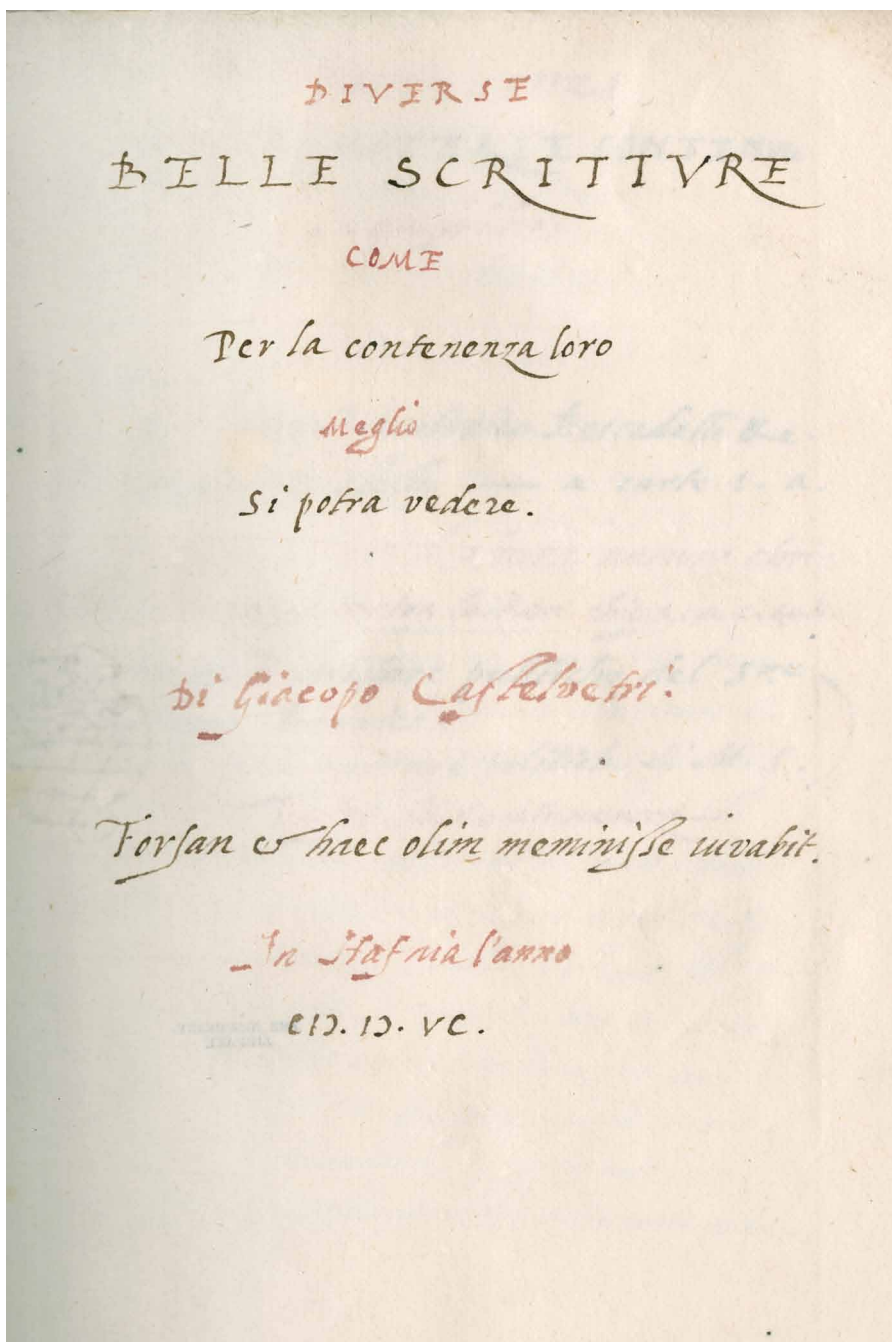 DIVERSE
BELLE SCRITTVRE
COME
Per la contenenza loro
Meglio
Si potra vedere.
Di Giacopo Castelvetri.
Forsan & haec olim meminisse iuvabit.
In Hafnia l'anno
CIↃ. IↃ. VC.